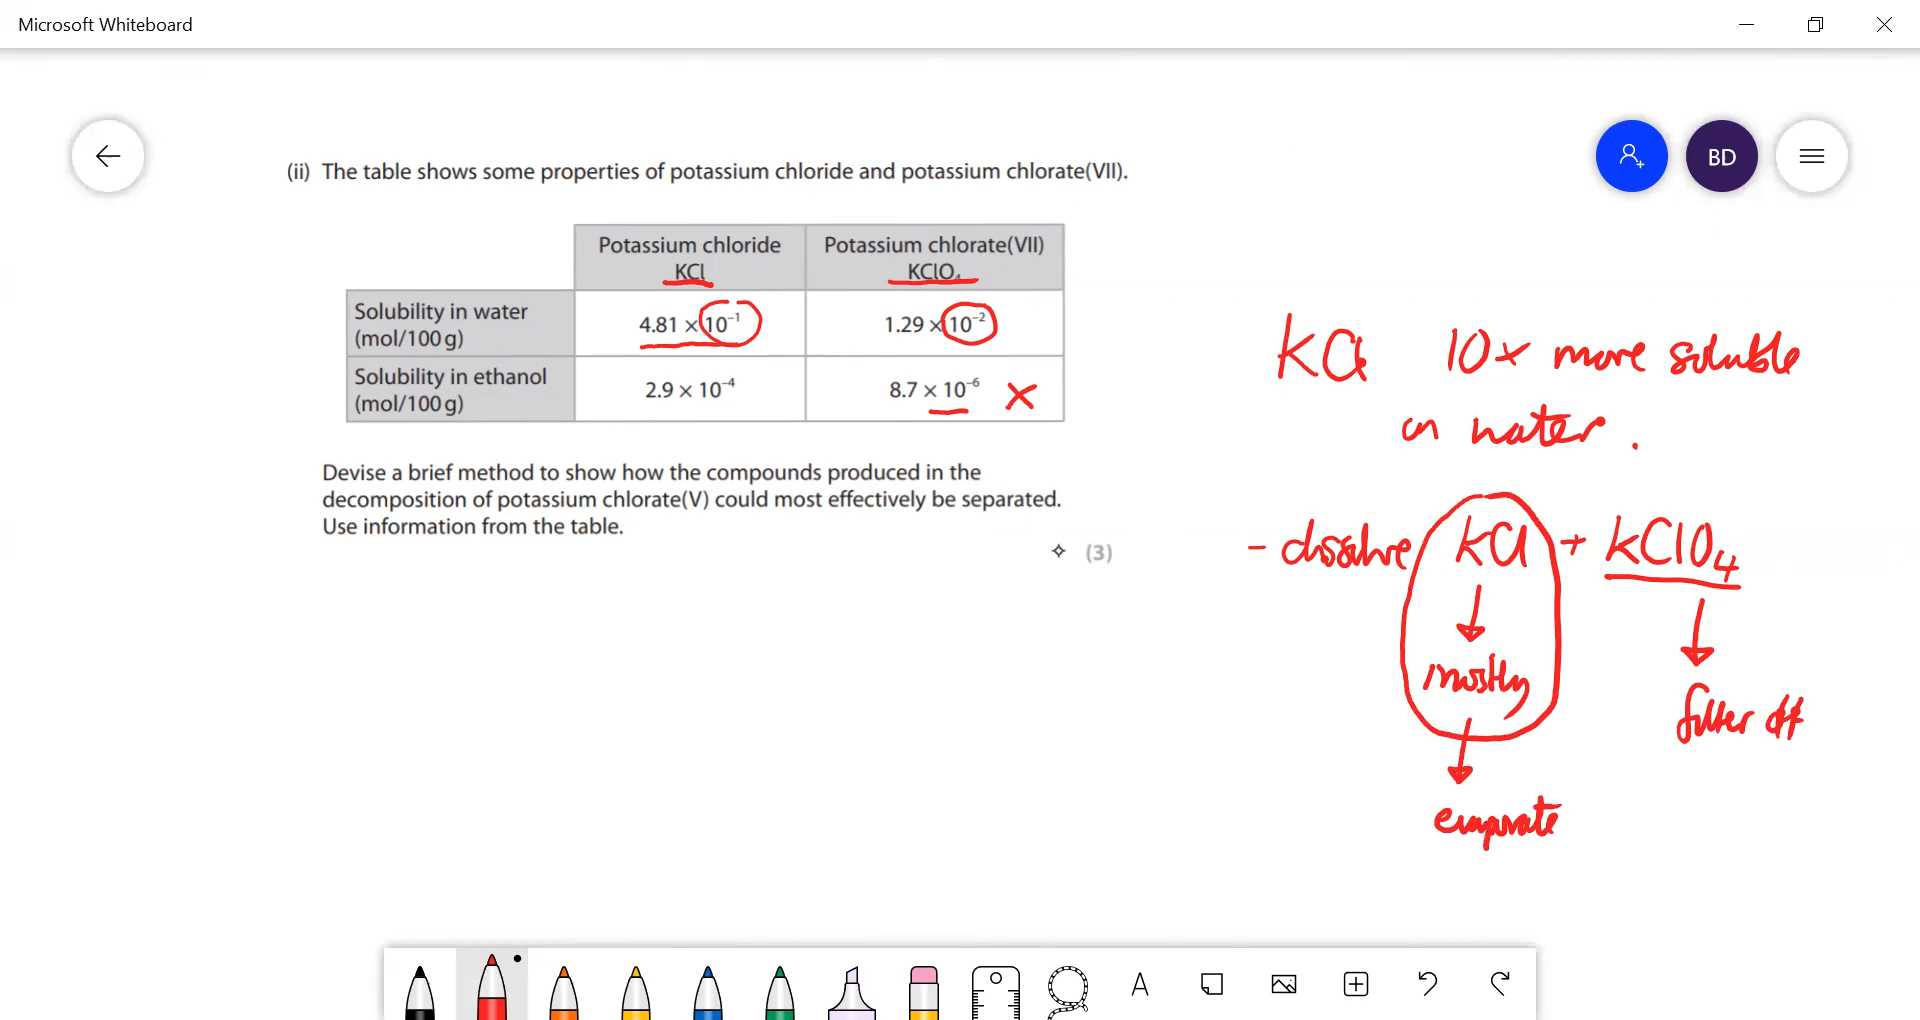 Microsoft Whiteboard
BD
(ii) The table shows some properties of potassium chloride and potassium chlorate(VII).
Potassium chloride
KCl
Potassium chlorate(VII)
KClO₄
Solubility in water
(mol/100 g)
4.81 × 10⁻¹
1.29 × 10⁻²
Solubility in ethanol
(mol/100 g)
2.9 × 10⁻⁴
8.7 × 10⁻⁶
×
Devise a brief method to show how the compounds produced in the
decomposition of potassium chlorate(V) could most effectively be separated.
Use information from the table.
(3)
KCl 10× more soluble
in water.
- dissolve KCl + KClO₄
mostly
filter off
evaporate
A